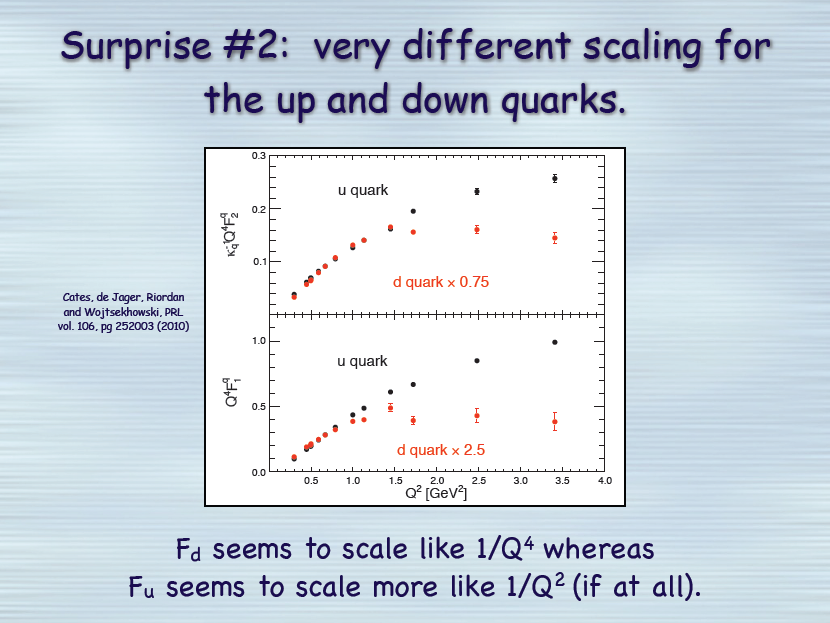 Surprise #2: very different scaling for
the up and down quarks.
0.3
u quark
0.2
κq⁻¹Q⁴F₂q
0.1
d quark × 0.75
Cates, de Jager, Riordan
and Wojtsekhowski, PRL
vol. 106, pg 252003 (2010)
1.0
u quark
Q⁴F₁q
0.5
d quark × 2.5
0.0
0.5 1.0 1.5 2.0 2.5 3.0 3.5 4.0
Q² [GeV²]
Fd seems to scale like 1/Q⁴ whereas
Fu seems to scale more like 1/Q² (if at all).